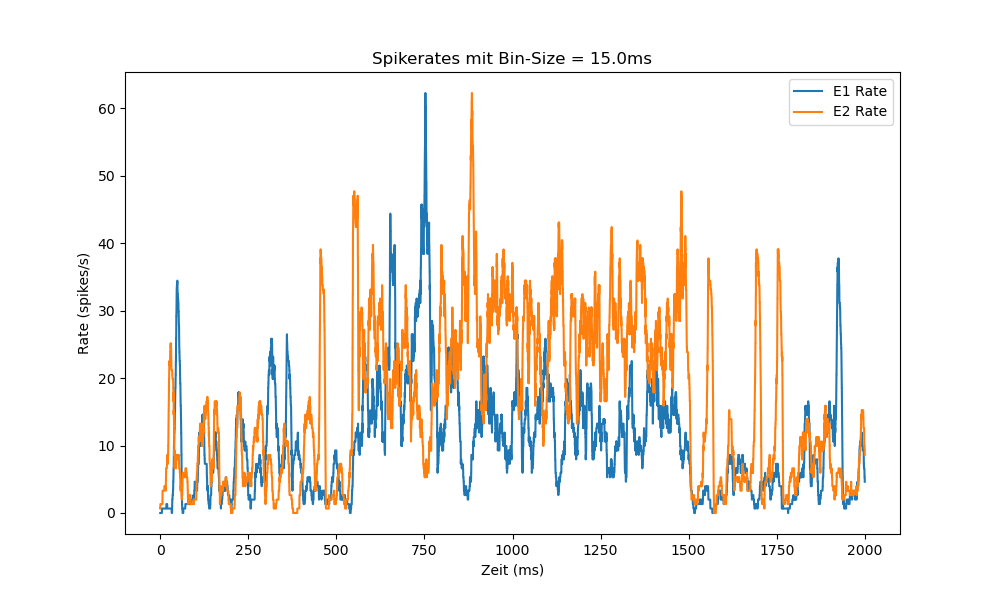 Spikerates mit Bin-Size = 15.0ms
E1 Rate
E2 Rate
60
50
40
30
20
10
0
Rate (spikes/s)
0 250 500 750 1000 1250 1500 1750 2000
Zeit (ms)